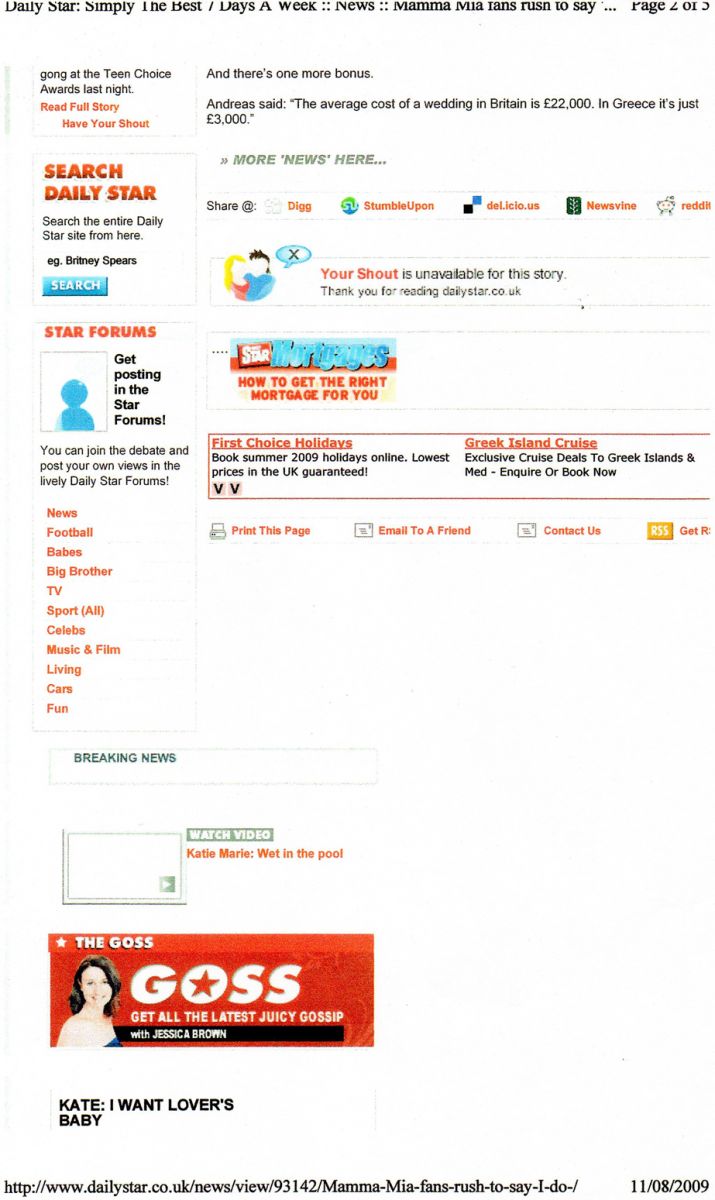 Daily Star: Simply The Best 7 Days A Week :: News :: Mamma Mia fans rush to say '... Page 2 of 5
gong at the Teen Choice
Awards last night.
Read Full Story
Have Your Shout
And there's one more bonus.
Andreas said: “The average cost of a wedding in Britain is £22,000. In Greece it's just
£3,000.”
» MORE 'NEWS' HERE...
SEARCH
DAILY STAR
Search the entire Daily
Star site from here.
eg. Britney Spears
SEARCH
Share @: Digg StumbleUpon del.icio.us Newsvine reddit
X
Your Shout is unavailable for this story.
Thank you for reading dailystar.co.uk
STAR FORUMS
Get
posting
in the
Star
Forums!
You can join the debate and
post your own views in the
lively Daily Star Forums!
News
Football
Babes
Big Brother
TV
Sport (All)
Celebs
Music & Film
Living
Cars
Fun
.... STAR Mortgages
HOW TO GET THE RIGHT
MORTGAGE FOR YOU
First Choice Holidays
Book summer 2009 holidays online. Lowest
prices in the UK guaranteed!
V V
Greek Island Cruise
Exclusive Cruise Deals To Greek Islands &
Med - Enquire Or Book Now
Print This Page Email To A Friend Contact Us RSS Get R
BREAKING NEWS
WATCH VIDEO
Katie Marie: Wet in the pool
THE GOSS
GOSS
GET ALL THE LATEST JUICY GOSSIP
with JESSICA BROWN
KATE: I WANT LOVER'S
BABY
http://www.dailystar.co.uk/news/view/93142/Mamma-Mia-fans-rush-to-say-I-do-/ 11/08/2009